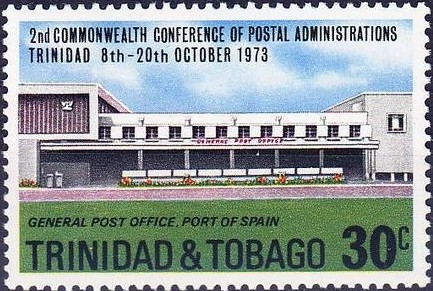 2nd COMMONWEALTH CONFERENCE OF POSTAL ADMINISTRATIONS
TRINIDAD 8th-20th OCTOBER 1973
GENERAL POST OFFICE
GENERAL POST OFFICE, PORT OF SPAIN
TRINIDAD & TOBAGO 30c